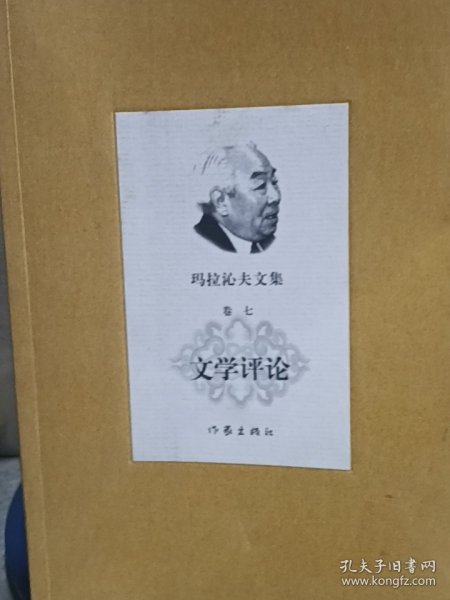 玛拉沁夫文集
卷 七
文学评论
作家出版社
孔夫子旧书网
www.kongfz.com